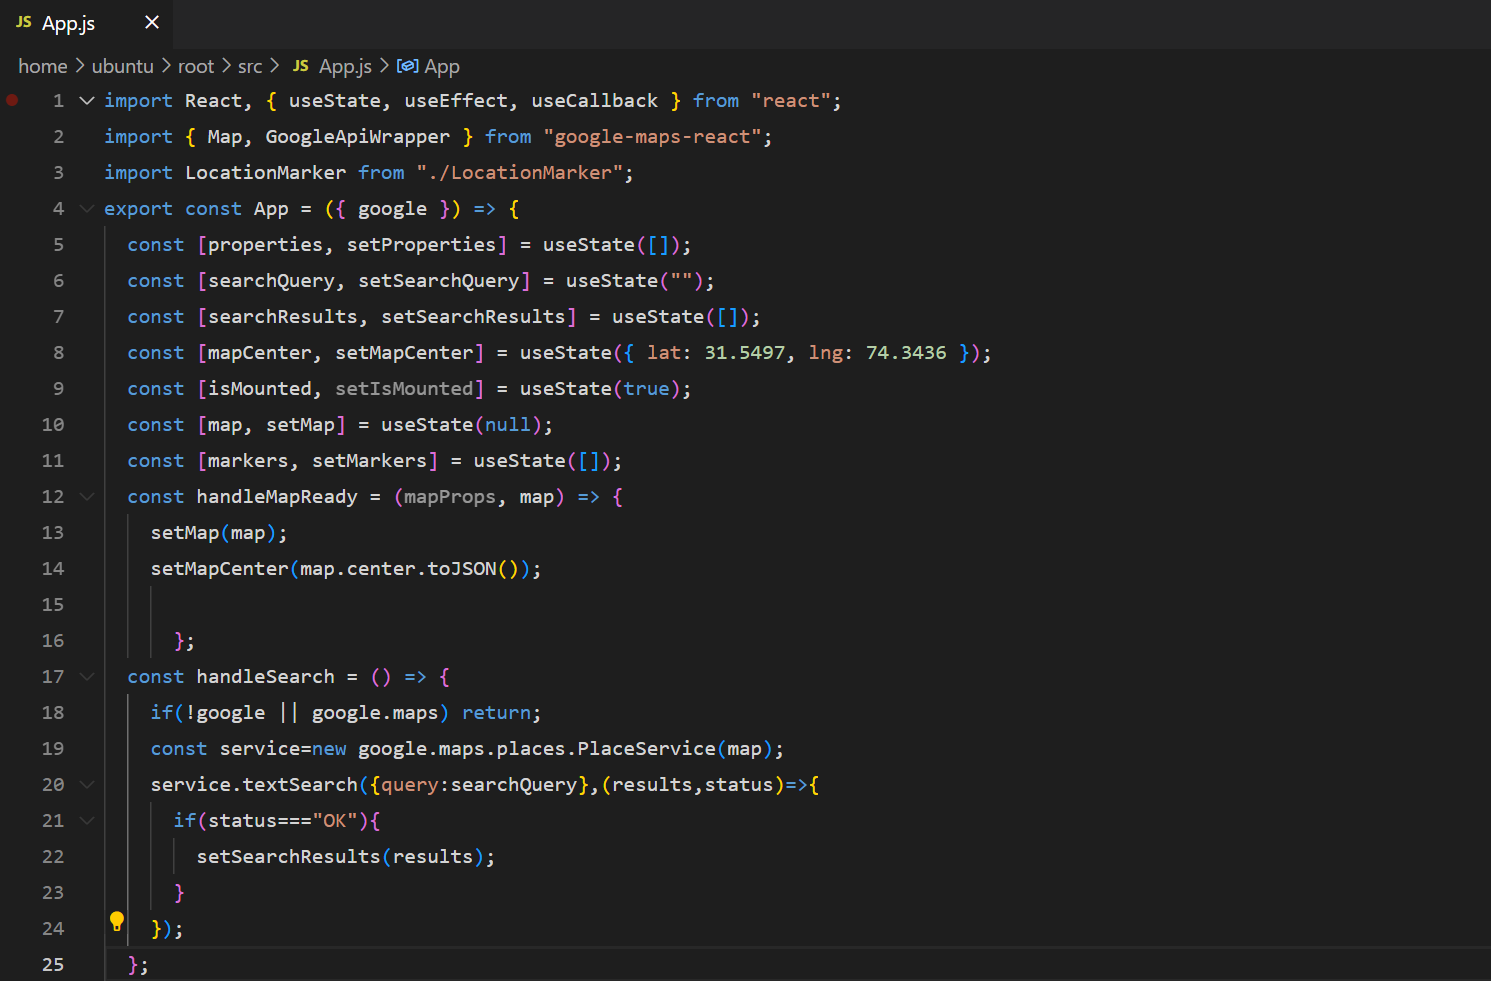 JS App.js
home > ubuntu > root > src > JS App.js > App
1 import React, { useState, useEffect, useCallback } from "react";
2 import { Map, GoogleApiWrapper } from "google-maps-react";
3 import LocationMarker from "./LocationMarker";
4 export const App = ({ google }) => {
5 const [properties, setProperties] = useState([]);
6 const [searchQuery, setSearchQuery] = useState("");
7 const [searchResults, setSearchResults] = useState([]);
8 const [mapCenter, setMapCenter] = useState({ lat: 31.5497, lng: 74.3436 });
9 const [isMounted, setIsMounted] = useState(true);
10 const [map, setMap] = useState(null);
11 const [markers, setMarkers] = useState([]);
12 const handleMapReady = (mapProps, map) => {
13 setMap(map);
14 setMapCenter(map.center.toJSON());
15
16 };
17 const handleSearch = () => {
18 if(!google || google.maps) return;
19 const service=new google.maps.places.PlaceService(map);
20 service.textSearch({query:searchQuery},(results,status)=>{
21 if(status==="OK"){
22 setSearchResults(results);
23 }
24 });
25 };